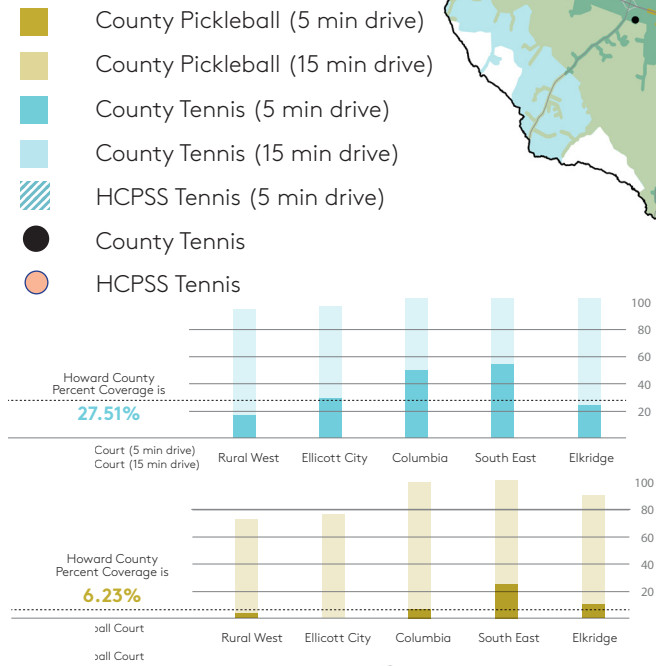 County Pickleball (5 min drive)
County Pickleball (15 min drive)
County Tennis (5 min drive)
County Tennis (15 min drive)
HCPSS Tennis (5 min drive)
County Tennis
HCPSS Tennis
100
80
60
40
20
Howard County
Percent Coverage is
27.51%
Court (5 min drive)
Court (15 min drive)
Rural West
Ellicott City
Columbia
South East
Elkridge
100
80
60
40
20
Howard County
Percent Coverage is
6.23%
ball Court
ball Court
Rural West
Ellicott City
Columbia
South East
Elkridge